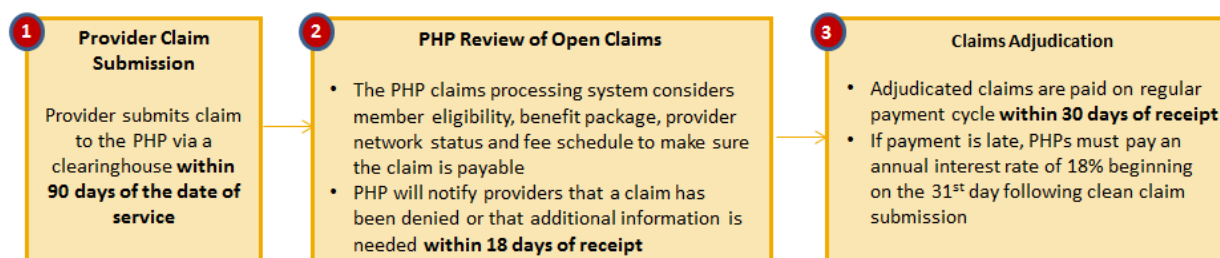 1
Provider Claim
Submission
Provider submits claim
to the PHP via a
clearinghouse within
90 days of the date of
service
2
PHP Review of Open Claims
• The PHP claims processing system considers
member eligibility, benefit package, provider
network status and fee schedule to make sure
the claim is payable
• PHP will notify providers that a claim has
been denied or that additional information is
needed within 18 days of receipt
3
Claims Adjudication
• Adjudicated claims are paid on regular
payment cycle within 30 days of receipt
• If payment is late, PHPs must pay an
annual interest rate of 18% beginning
on the 31st day following clean claim
submission